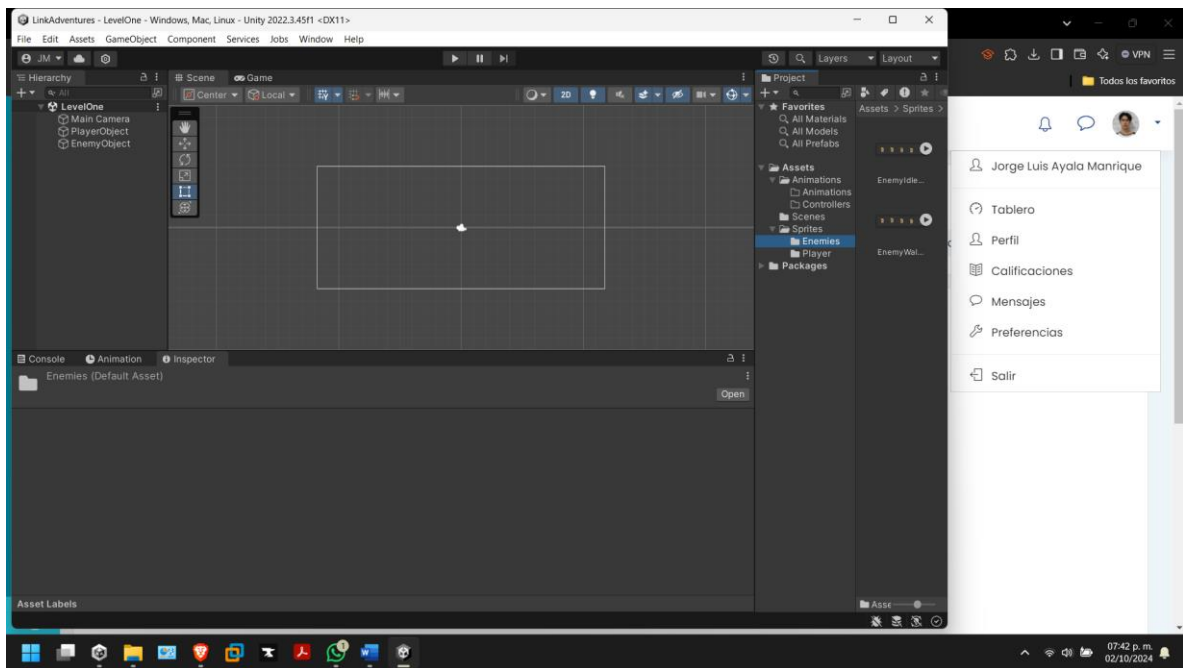 LinkAdventures - LevelOne - Windows, Mac, Linux - Unity 2022.3.45f1 <DX11>
File Edit Assets GameObject Component Services Jobs Window Help
JM
Layers
Layout
VPN
Todos los favoritos
Hierarchy
Scene
Game
Project
All
Center
Local
2D
LevelOne
Main Camera
PlayerObject
EnemyObject
Favorites
All Materials
All Models
All Prefabs
Assets
Animations
Animations
Controllers
Scenes
Sprites
Enemies
Player
Packages
Assets > Sprites >
EnemyIdle...
EnemyWal...
Jorge Luis Ayala Manrique
Tablero
Perfil
Calificaciones
Mensajes
Preferencias
Salir
Console
Animation
Inspector
Enemies (Default Asset)
Open
Asset Labels
Asse
1
07:42 p. m.
02/10/2024